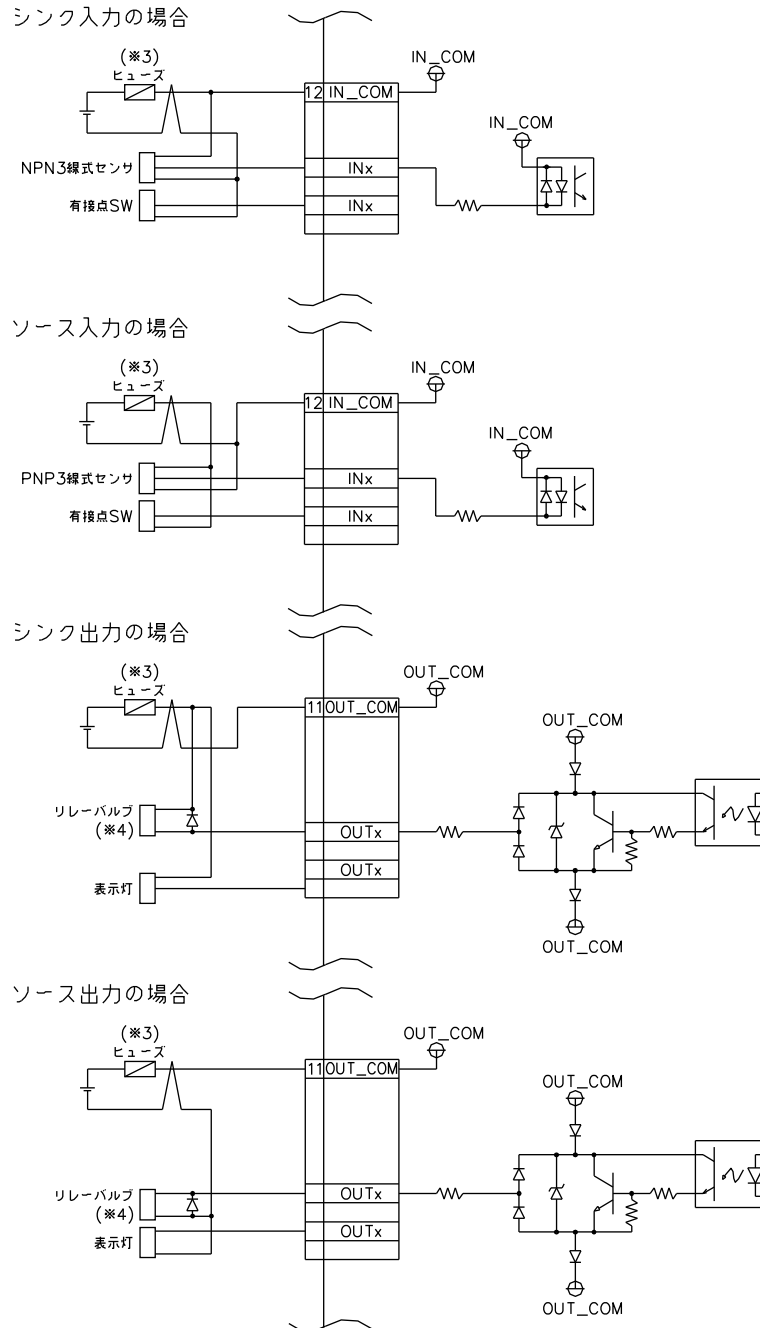 シンク入力の場合
(※3)
ヒューズ
IN_COM
12 IN_COM
IN_COM
NPN3線式センサ
INx
有接点SW
INx
ソース入力の場合
(※3)
ヒューズ
IN_COM
12 IN_COM
IN_COM
PNP3線式センサ
INx
有接点SW
INx
シンク出力の場合
(※3)
ヒューズ
OUT_COM
11 OUT_COM
OUT_COM
リレーバルブ
(※4)
OUTx
OUTx
表示灯
OUT_COM
ソース出力の場合
(※3)
ヒューズ
OUT_COM
11 OUT_COM
OUT_COM
リレーバルブ
(※4)
OUTx
OUTx
表示灯
OUT_COM